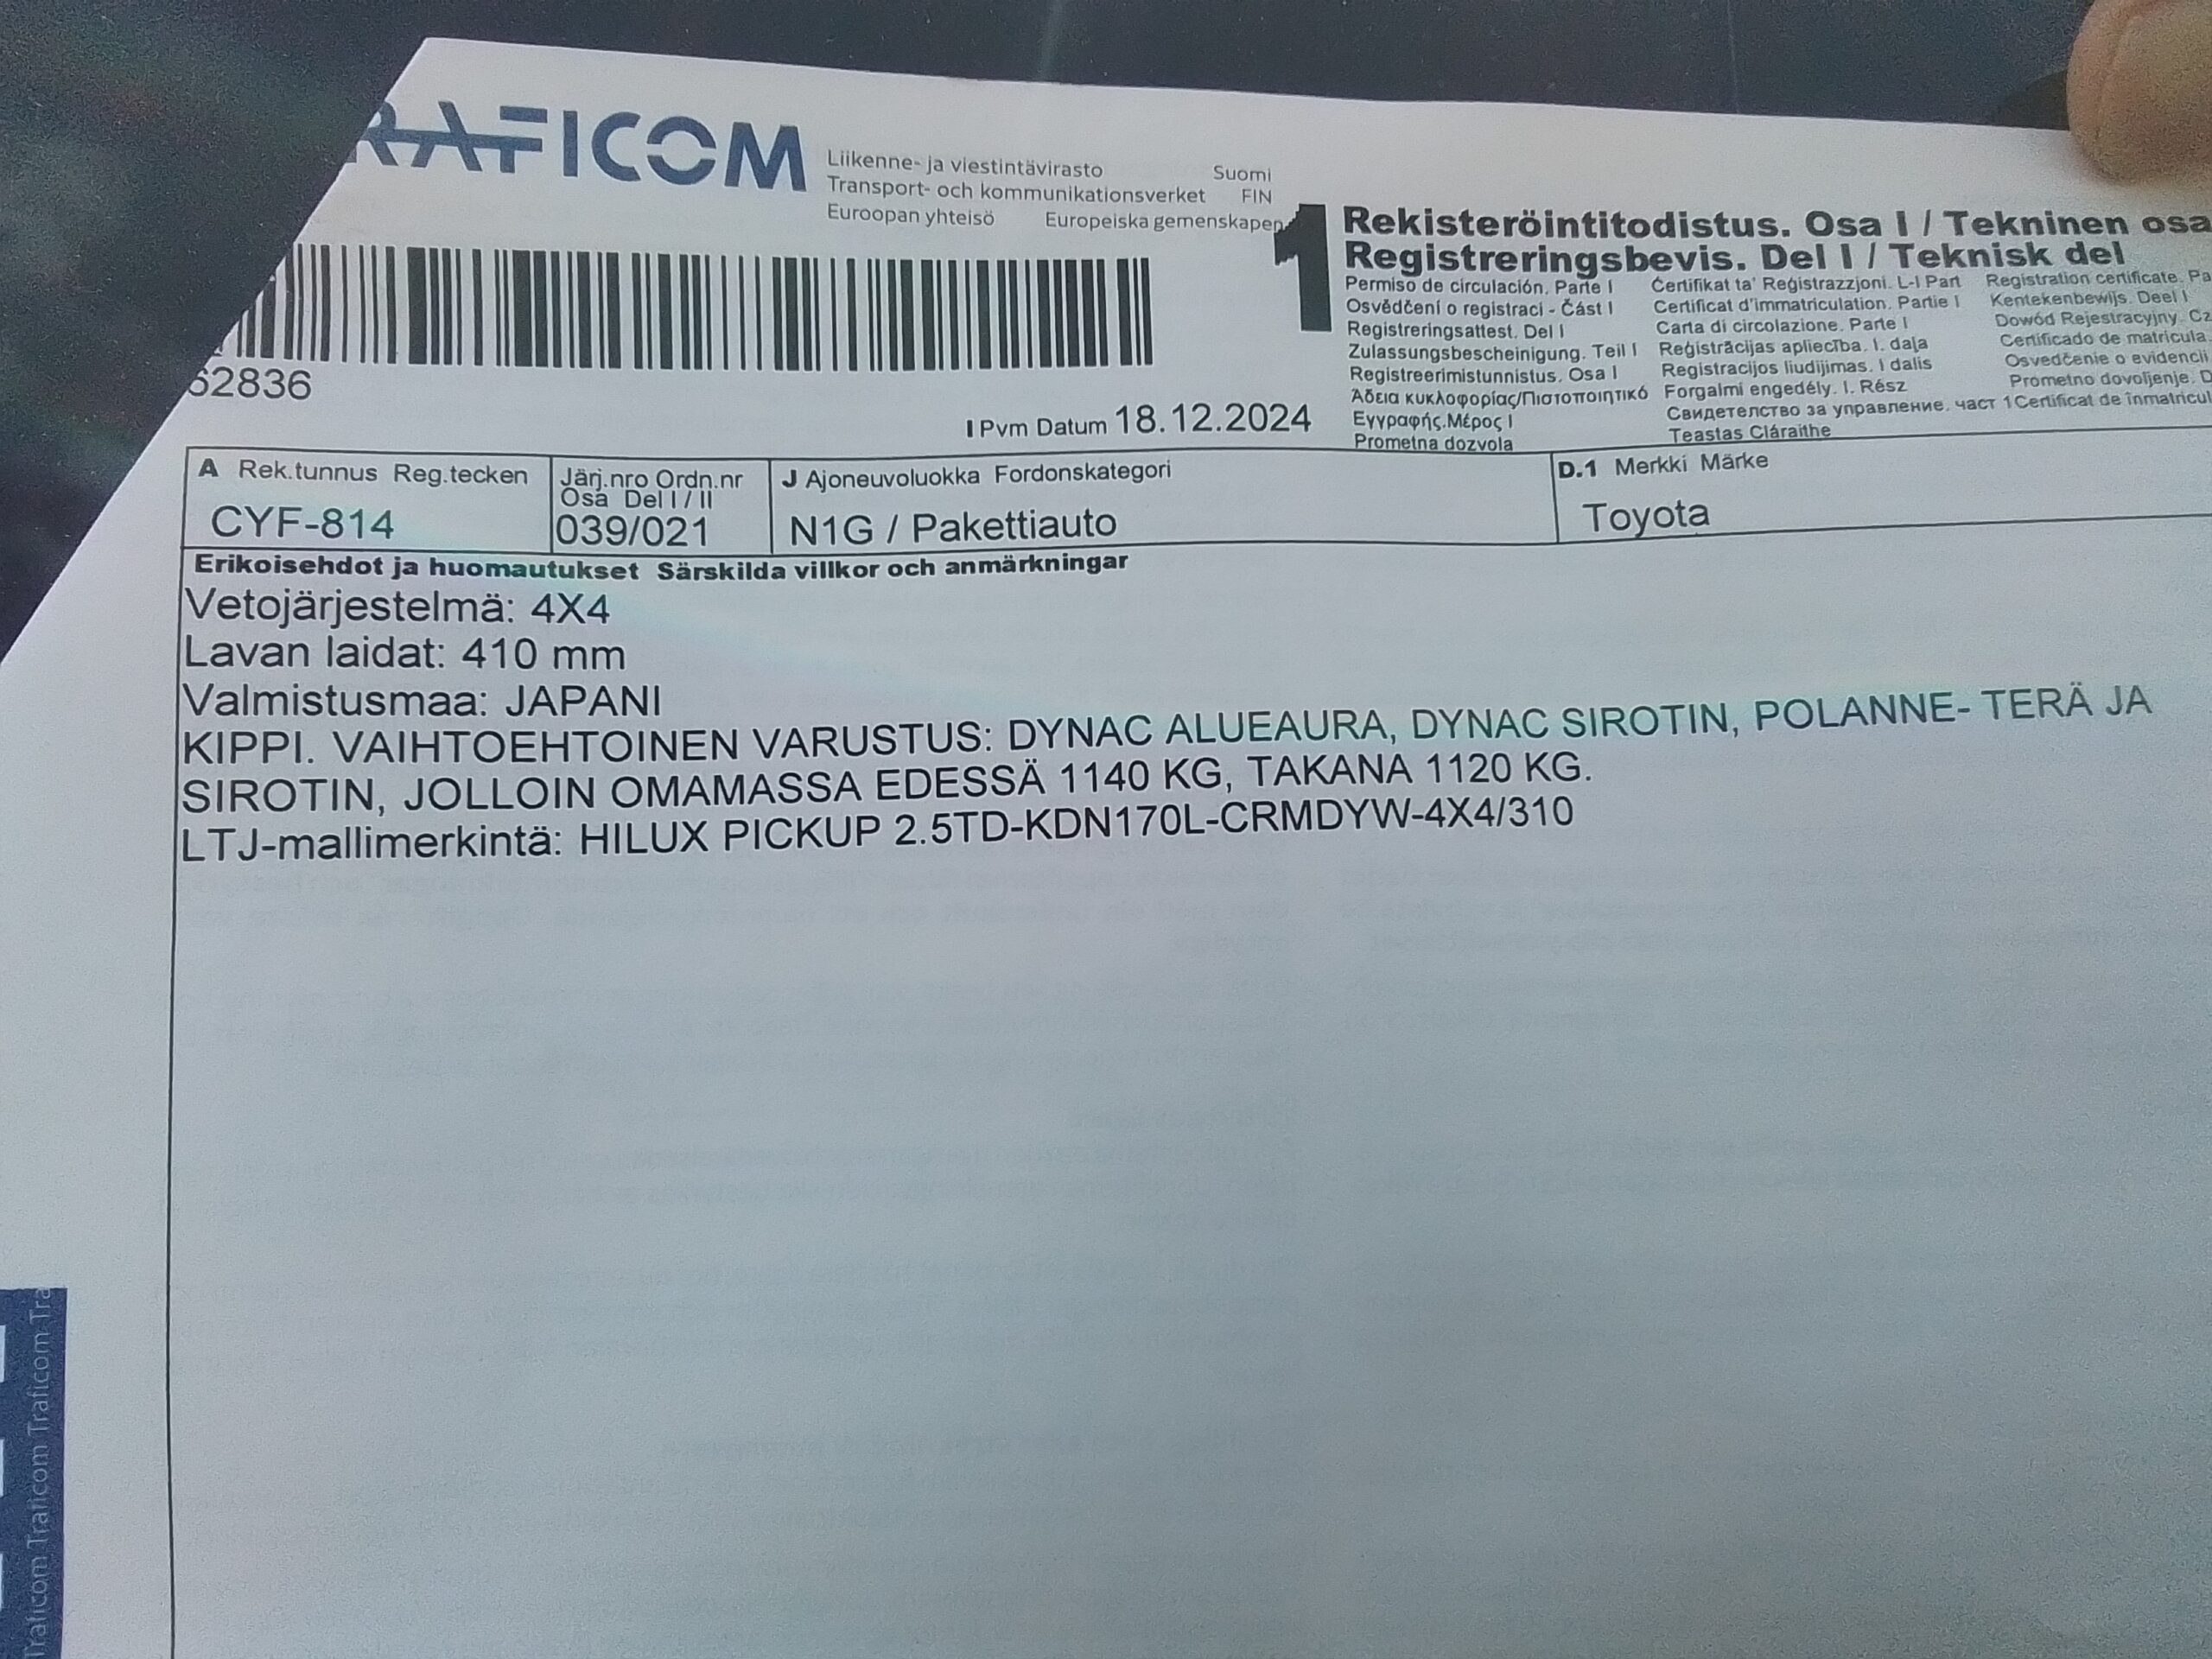 RAFICOM
Liikenne- ja viestintävirasto Suomi
Transport- och kommunikationsverket FIN
Euroopan yhteisö Europeiska gemenskapen
1
Rekisteröintitodistus. Osa I / Tekninen osa
Registreringsbevis. Del I / Teknisk del
Permiso de circulación. Parte I Ċertifikat ta' Reġistrazzjoni. L-I Part Registration certificate. Pa
Osvědčení o registraci - Část I Certificat d'immatriculation. Partie I Kentekenbewijs. Deel I
Registreringsattest. Del I Carta di circolazione. Parte I Dowód Rejestracyjny. Cz
Zulassungsbescheinigung. Teil I Reģistrācijas apliecība. I. daļa Certificado de matrícula.
Registreerimistunnistus. Osa I Registracijos liudijimas. I dalis Osvedčenie o evidencii
Άδεια κυκλοφορίας/Πιστοποιητικό Forgalmi engedély. I. Rész Prometno dovoljenje. D
Εγγραφής.Μέρος I Свидетелство за управление. част 1 Certificat de înmatricul
Prometna dozvola Teastas Cláraithe
62836
I Pvm Datum 18.12.2024
A Rek.tunnus Reg.tecken Järj.nro Ordn.nr J Ajoneuvoluokka Fordonskategori D.1 Merkki Märke
Osa Del I / II
CYF-814 039/021 N1G / Pakettiauto Toyota
Erikoisehdot ja huomautukset Särskilda villkor och anmärkningar
Vetojärjestelmä: 4X4
Lavan laidat: 410 mm
Valmistusmaa: JAPANI
KIPPI. VAIHTOEHTOINEN VARUSTUS: DYNAC ALUEAURA, DYNAC SIROTIN, POLANNE- TERÄ JA
SIROTIN, JOLLOIN OMAMASSA EDESSÄ 1140 KG, TAKANA 1120 KG.
LTJ-mallimerkintä: HILUX PICKUP 2.5TD-KDN170L-CRMDYW-4X4/310
Traficom Traficom Traficom Tra